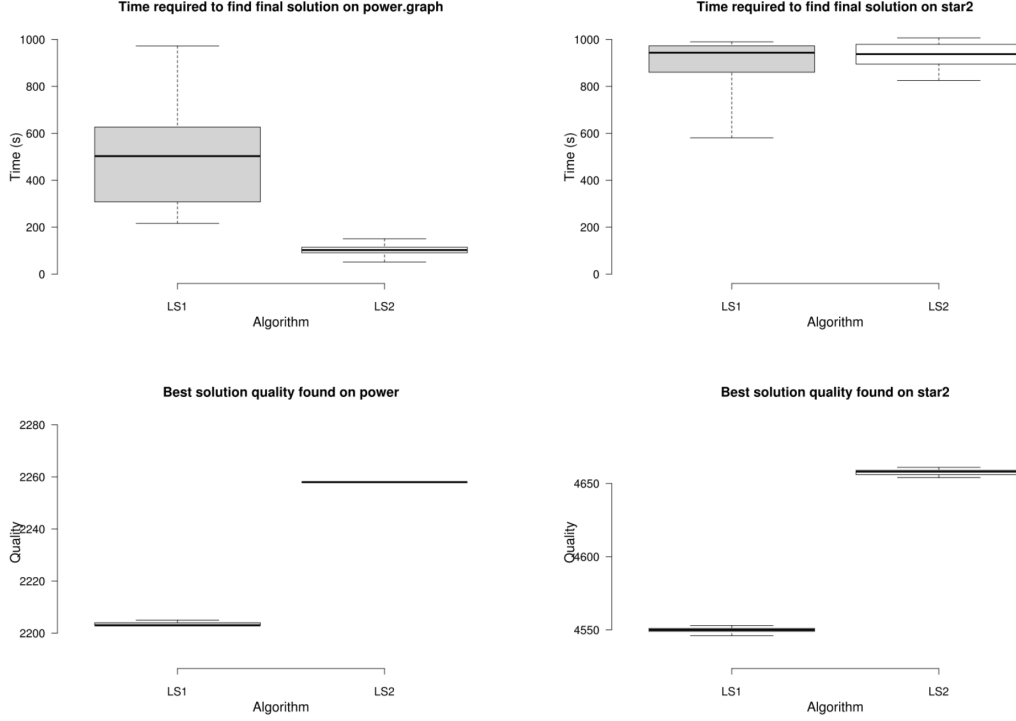 Time required to find final solution on power.graph
1000
800
600
400
200
0
Time (s)
LS1
LS2
Algorithm
Time required to find final solution on star2
1000
800
600
400
200
0
Time (s)
LS1
LS2
Algorithm
Best solution quality found on power
2280
2260
2240
2220
2200
Quality
LS1
LS2
Algorithm
Best solution quality found on star2
4650
4600
4550
Quality
LS1
LS2
Algorithm